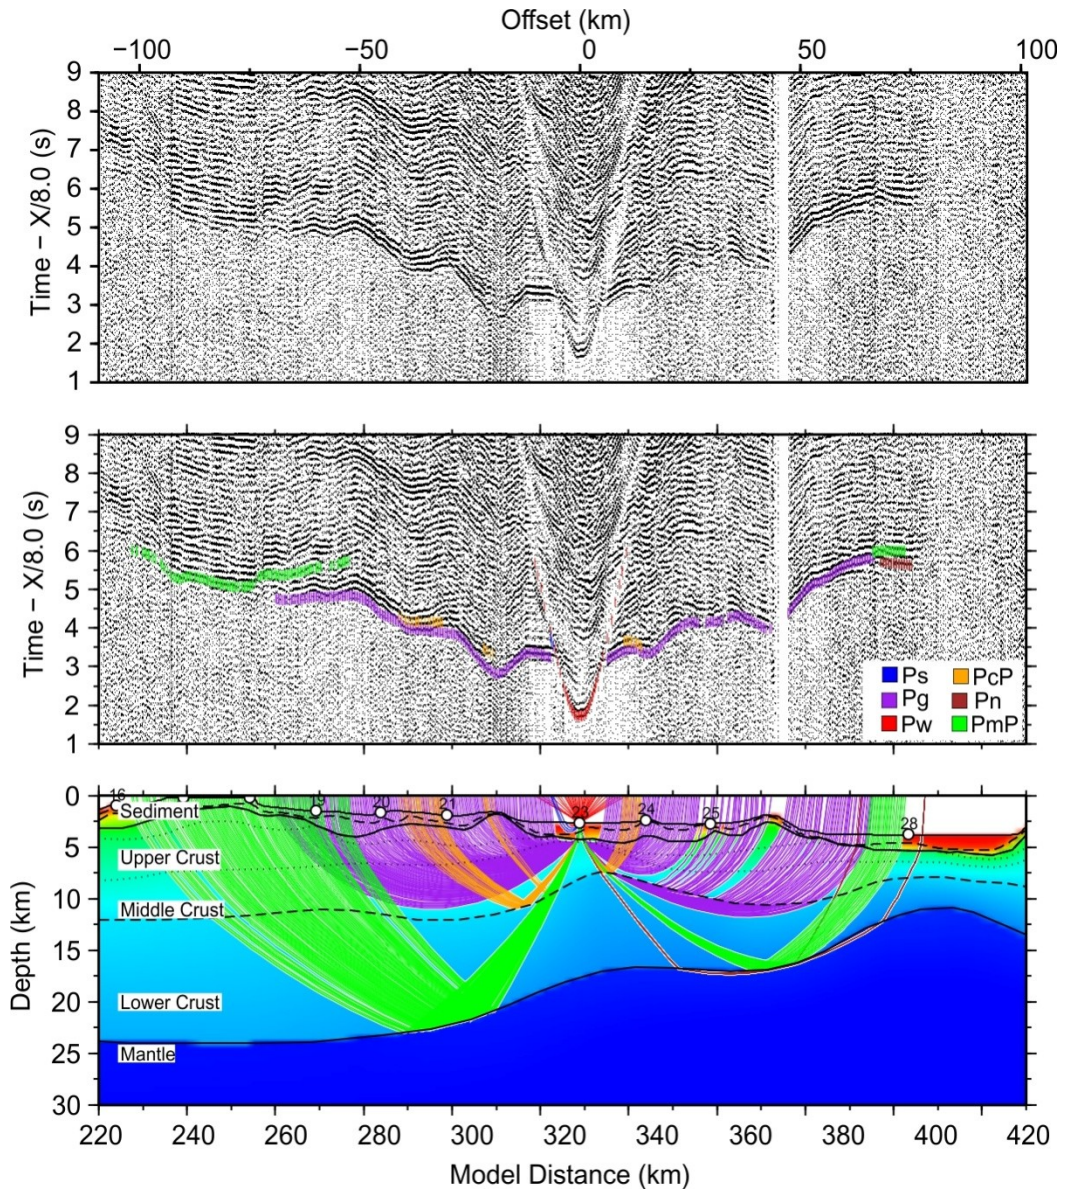 Offset (km)
−100 −50 0 50 100
Time − X/8.0 (s)
9
8
7
6
5
4
3
2
1
Time − X/8.0 (s)
9
8
7
6
5
4
3
2
1
Ps PcP
Pg Pn
Pw PmP
Depth (km)
0
5
10
15
20
25
30
16 19 20 21 23 24 25 28
Sediment
Upper Crust
Middle Crust
Lower Crust
Mantle
220 240 260 280 300 320 340 360 380 400 420
Model Distance (km)